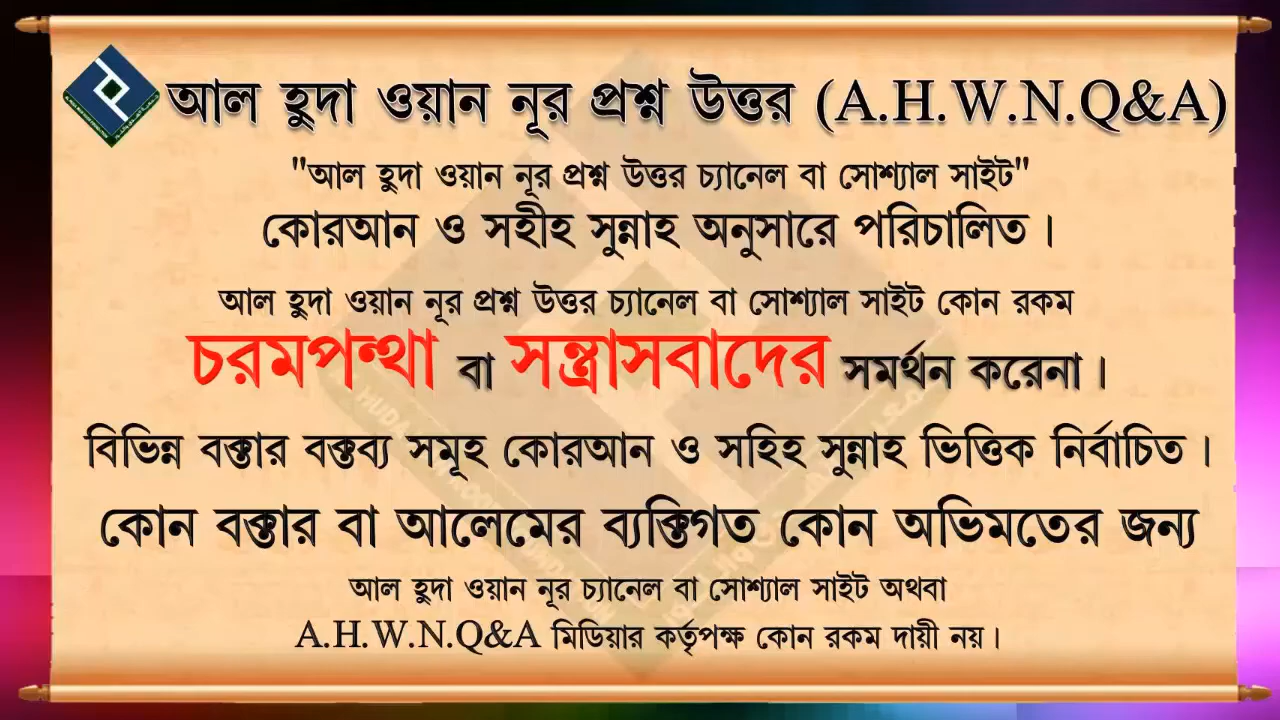 আল হুদা ওয়ান নূর প্রশ্ন উত্তর (A.H.W.N.Q&A)
"আল হুদা ওয়ান নূর প্রশ্ন উত্তর চ্যানেল বা সোশ্যাল সাইট"
কোরআন ও সহীহ সুন্নাহ অনুসারে পরিচালিত।
আল হুদা ওয়ান নূর প্রশ্ন উত্তর চ্যানেল বা সোশ্যাল সাইট কোন রকম
চরমপন্থা বা সন্ত্রাসবাদের সমর্থন করেনা।
বিভিন্ন বক্তার বক্তব্য সমূহ কোরআন ও সহিহ সুন্নাহ ভিত্তিক নির্বাচিত।
কোন বক্তার বা আলেমের ব্যক্তিগত কোন অভিমতের জন্য
আল হুদা ওয়ান নূর চ্যানেল বা সোশ্যাল সাইট অথবা
A.H.W.N.Q&A মিডিয়ার কর্তৃপক্ষ কোন রকম দায়ী নয়।